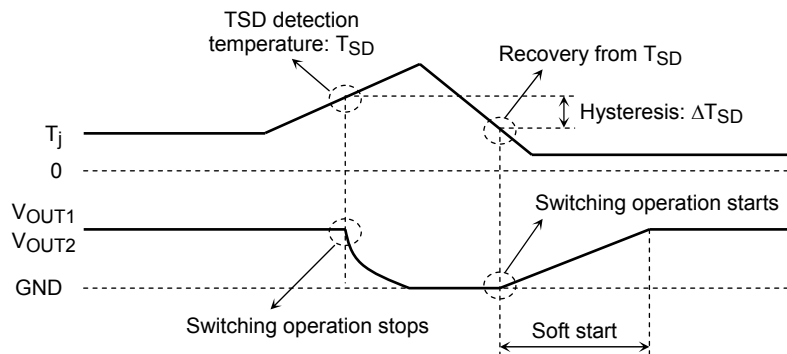 TSD detection
temperature: TSD
Recovery from TSD
Hysteresis: ΔTSD
Tj
0
VOUT1
VOUT2
Switching operation starts
GND
Switching operation stops
Soft start